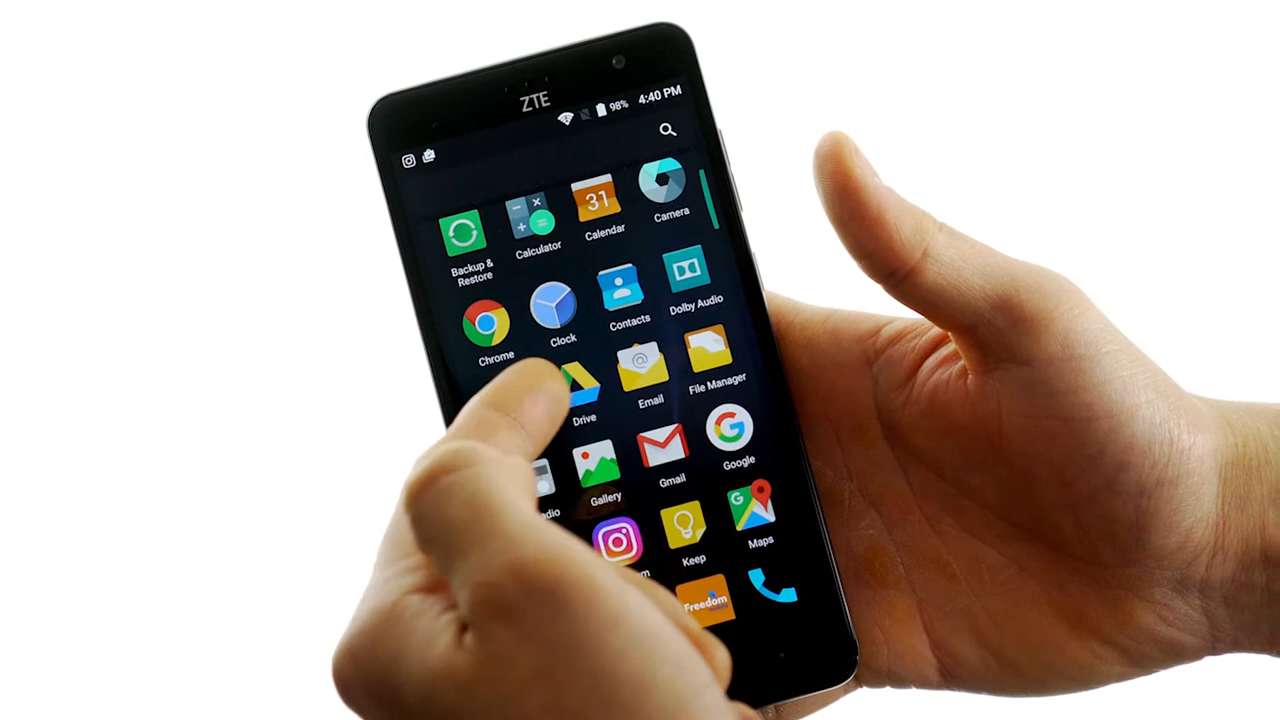 ZTE
98% 4:40 PM
31
Backup &
Restore
Calculator
Calendar
Camera
Chrome
Clock
Contacts
Dolby Audio
Drive
@
Email
File Manager
adio
Gallery
Gmail
G
Google
m
Keep
G
Maps
Freedom